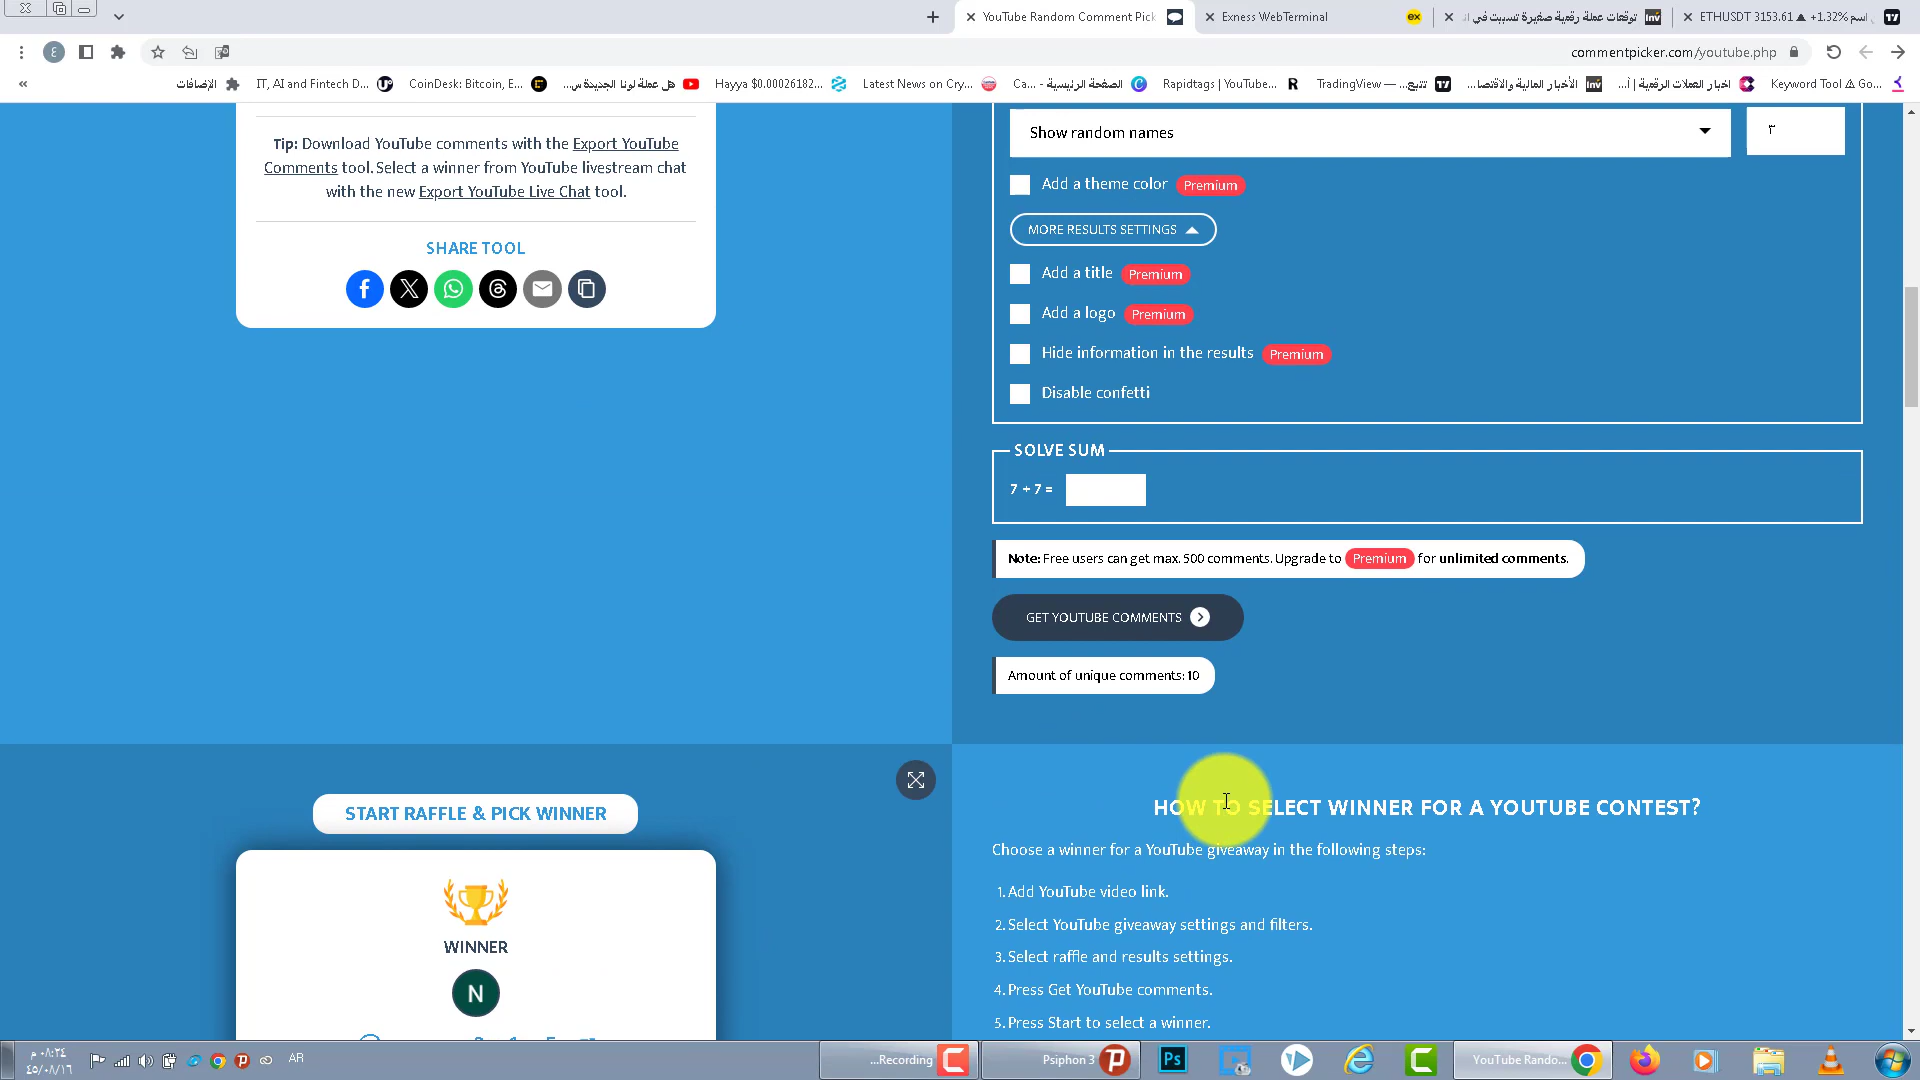 YouTube Random Comment Pick
Exness WebTerminal
توقعات عملة رقمية صغيرة تسببت في ا
ETHUSDT 3153.61 ▲ +1.32% اسم
commentpicker.com/youtube.php
الإضافات
IT, AI and Fintech D...
CoinDesk: Bitcoin, E...
هل عملة لونا الجديدة س...
Hayya $0.00026182...
Latest News on Cry...
الصفحة الرئيسية - Ca...
Rapidtags | YouTube...
TradingView — تتبع...
الأخبار المالية والاقتصا...
اخبار العملات الرقمية | أ...
Keyword Tool ⚠ Go...
Tip: Download YouTube comments with the Export YouTube
Comments tool. Select a winner from YouTube livestream chat
with the new Export YouTube Live Chat tool.
SHARE TOOL
Show random names
٣
Add a theme color Premium
MORE RESULTS SETTINGS
Add a title Premium
Add a logo Premium
Hide information in the results Premium
Disable confetti
SOLVE SUM
7 + 7 =
Note: Free users can get max. 500 comments. Upgrade to Premium for unlimited comments.
GET YOUTUBE COMMENTS
Amount of unique comments: 10
START RAFFLE & PICK WINNER
WINNER
N
HOW TO SELECT WINNER FOR A YOUTUBE CONTEST?
Choose a winner for a YouTube giveaway in the following steps:
1. Add YouTube video link.
2. Select YouTube giveaway settings and filters.
3. Select raffle and results settings.
4. Press Get YouTube comments.
5. Press Start to select a winner.
٠٨:٢٤ م
٤٥/٠٨/١٦
AR
...Recording
Psiphon 3
Ps
YouTube Rando...